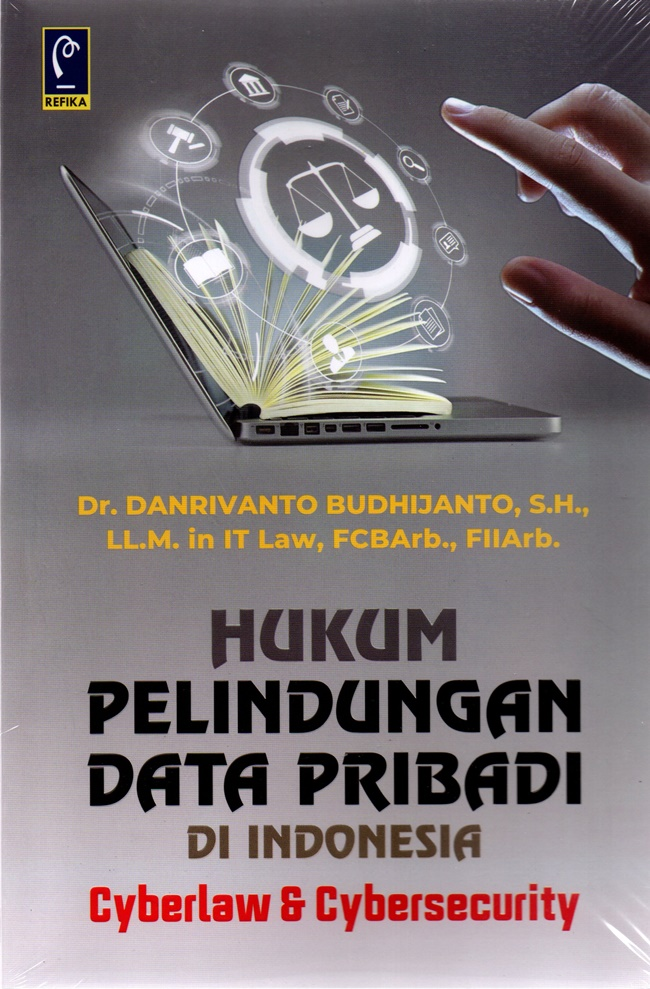 REFIKA
Dr. DANRIVANTO BUDHIJANTO, S.H.,
LL.M. in IT Law, FCBArb., FIIArb.
HUKUM
PELINDUNGAN
DATA PRIBADI
DI INDONESIA
Cyberlaw & Cybersecurity